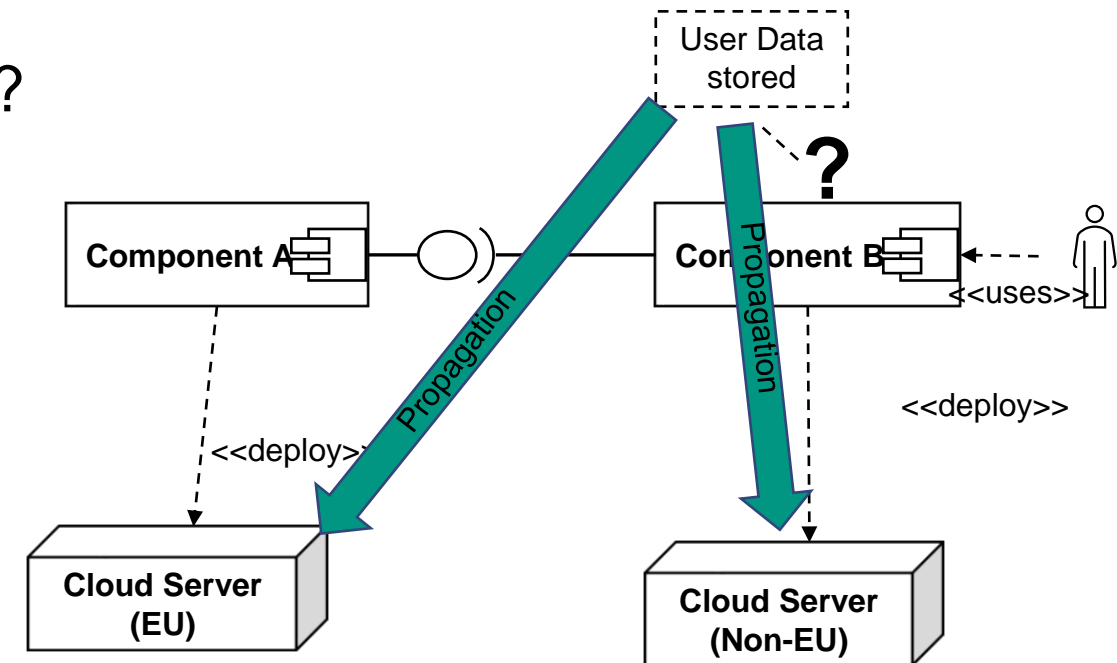 ?
User Data
stored
?
Component A
Component B
Propagation
Propagation
<<uses>>
<<deploy>>
<<deploy>>
Cloud Server
(EU)
Cloud Server
(Non-EU)